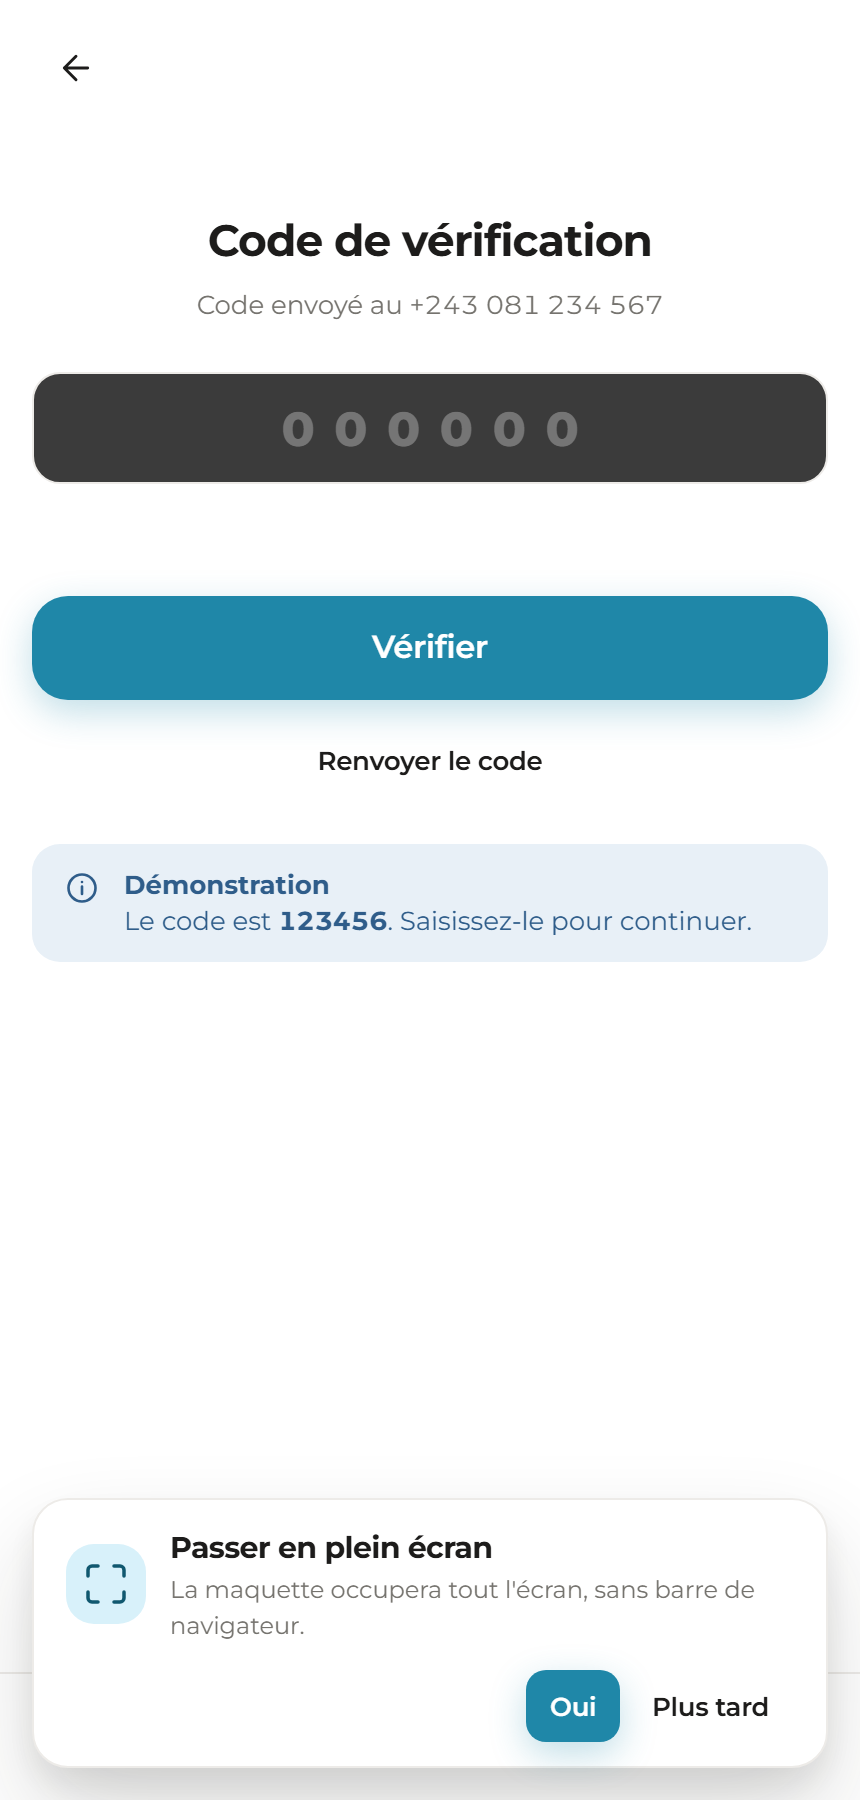 Code de vérification
Code envoyé au +243 081 234 567
0 0 0 0 0 0
Vérifier
Renvoyer le code
Démonstration
Le code est 123456. Saisissez-le pour continuer.
Passer en plein écran
La maquette occupera tout l'écran, sans barre de
navigateur.
Oui
Plus tard